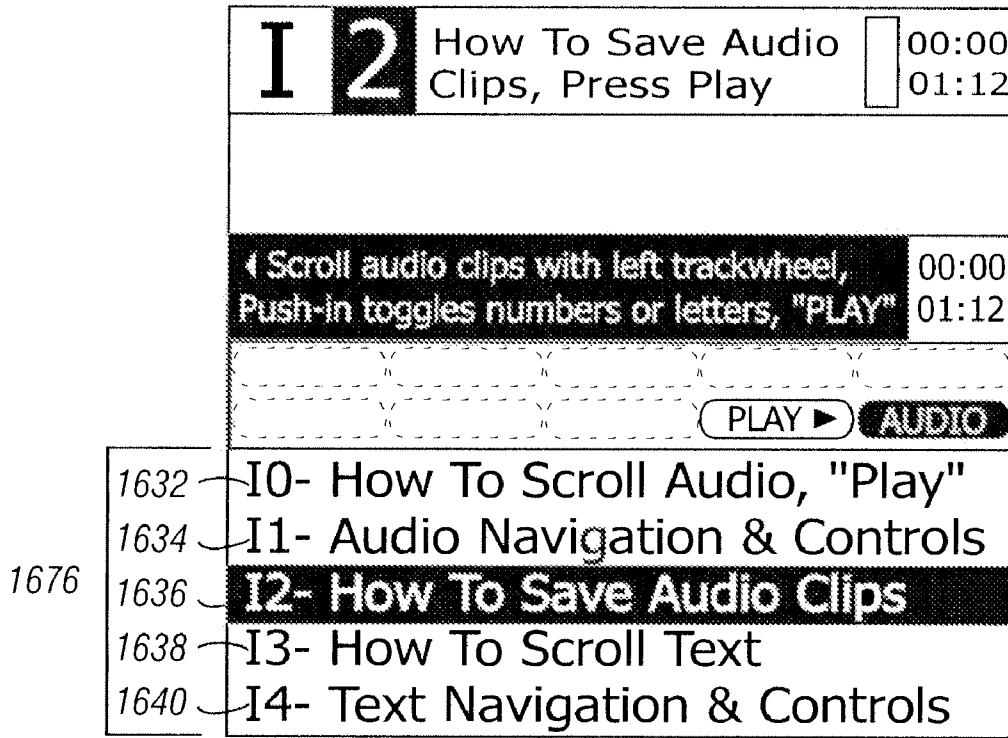 I 2 How To Save Audio 00:00
Clips, Press Play 01:12
Scroll audio clips with left trackwheel, 00:00
Push-in toggles numbers or letters, "PLAY" 01:12
PLAY ► AUDIO
1632 I0- How To Scroll Audio, "Play"
1634 I1- Audio Navigation & Controls
1676
1636 I2- How To Save Audio Clips
1638 I3- How To Scroll Text
1640 I4- Text Navigation & Controls